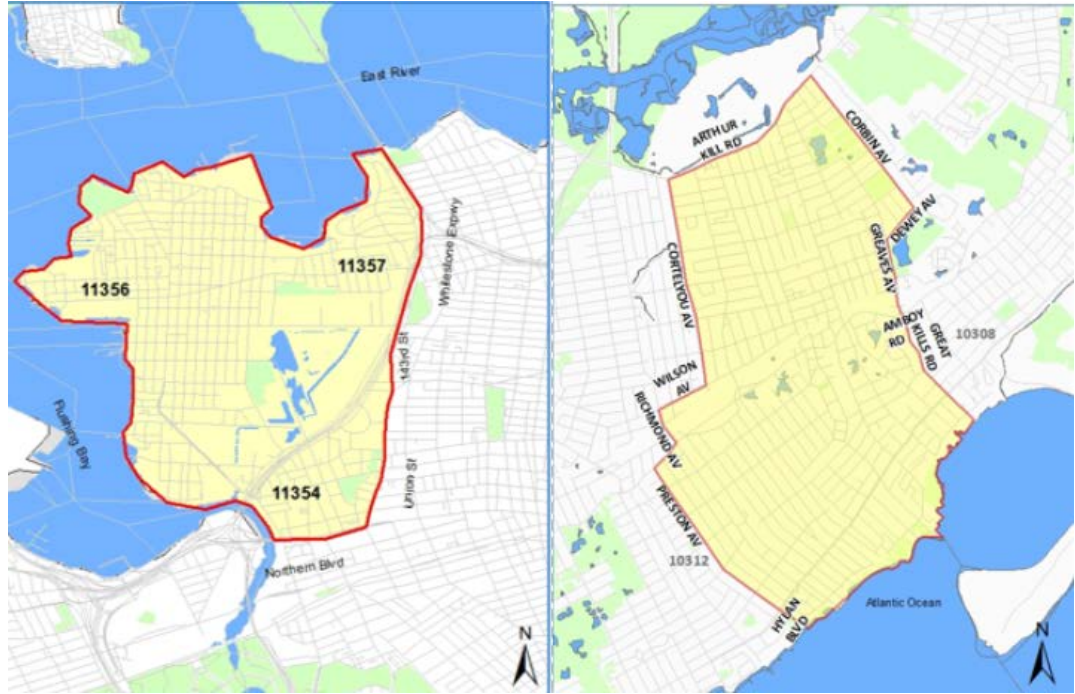 East River
Whitestone Expwy
11357
11356
143rd St
Flushing Bay
Union St
11354
Northern Blvd
N
ARTHUR
KILL RD
CORBIN AV
DEWEY AV
GREAVES AV
CORTELYOU AV
AMBOY
RD
GREAT
KILLS RD
10308
WILSON
AV
RICHMOND AV
PRESTON AV
10312
HYLAN
BLVD
Atlantic Ocean
N